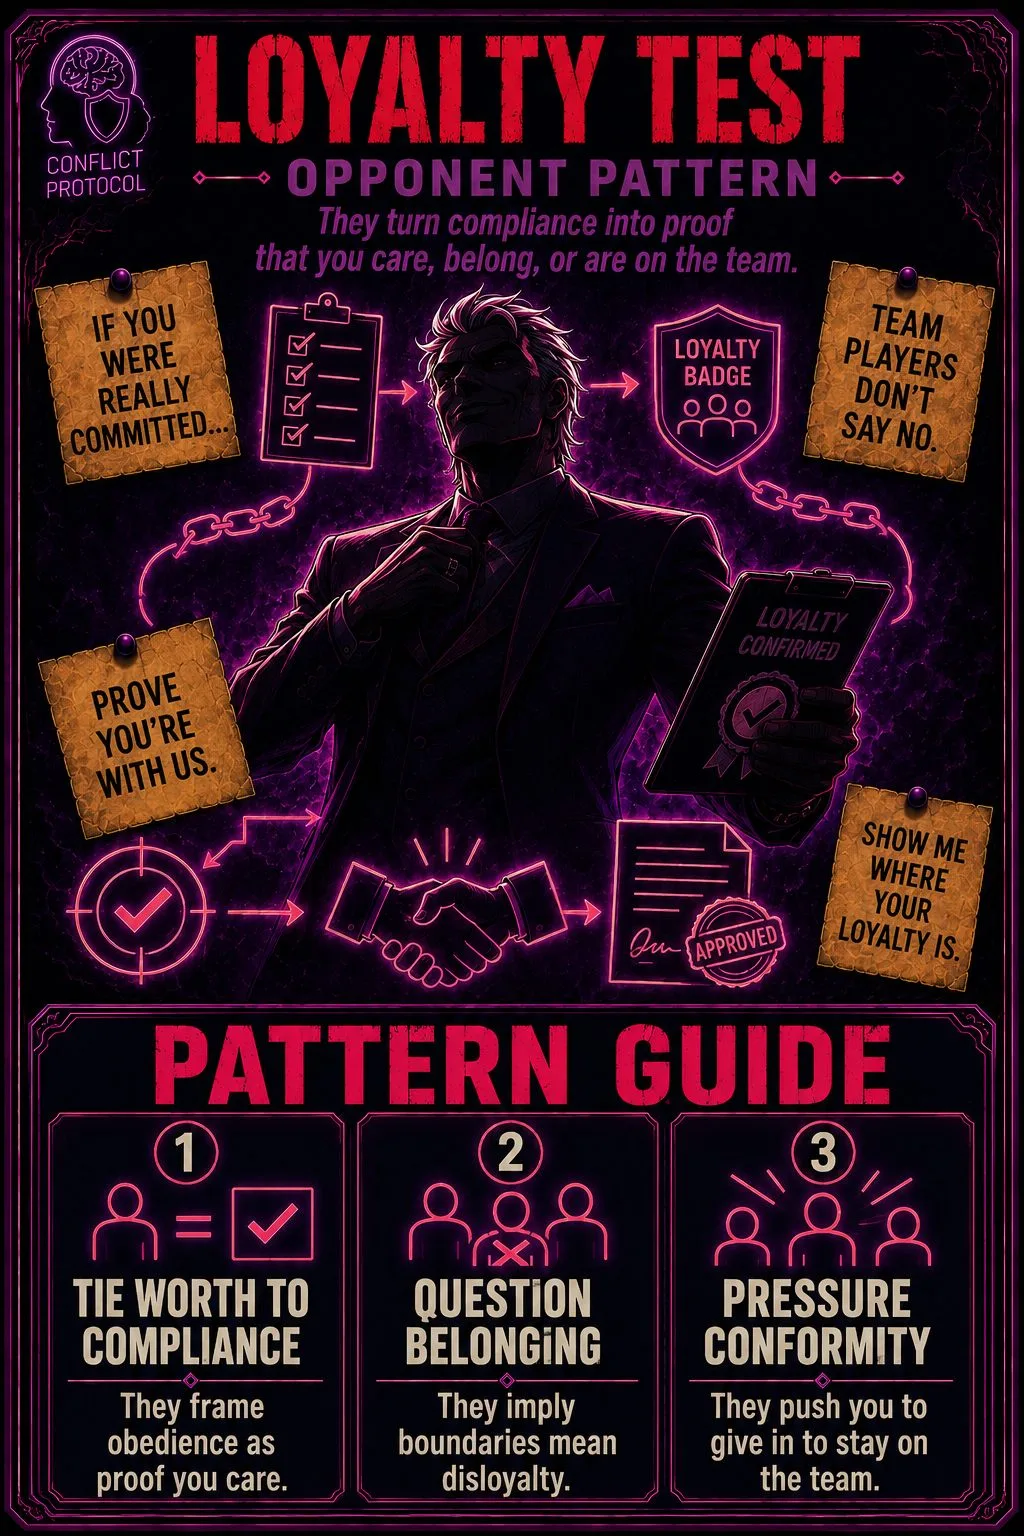 CONFLICT
PROTOCOL
LOYALTY TEST
OPPONENT PATTERN
They turn compliance into proof
that you care, belong, or are on the team.
IF YOU
WERE
REALLY
COMMITTED...
LOYALTY
BADGE
TEAM
PLAYERS
DON'T
SAY NO.
LOYALTY
CONFIRMED
PROVE
YOU'RE
WITH US.
APPROVED
SHOW ME
WHERE
YOUR
LOYALTY IS.
PATTERN GUIDE
1
TIE WORTH TO
COMPLIANCE
They frame
obedience as
proof you care.
2
QUESTION
BELONGING
They imply
boundaries mean
disloyalty.
3
PRESSURE
CONFORMITY
They push you to
give in to stay on
the team.